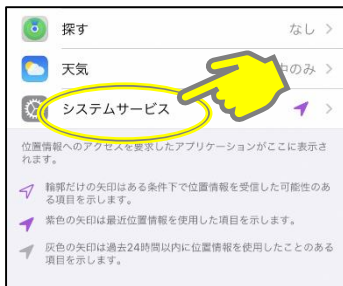 探す なし
天気 中のみ
システムサービス
位置情報へのアクセスを要求したアプリケーションがここに表示さ
れます。
輪郭だけの矢印はある条件下で位置情報を受信した可能性のあ
る項目を示します。
紫色の矢印は最近位置情報を使用した項目を示します。
灰色の矢印は過去24時間以内に位置情報を使用したことのある
項目を示します。